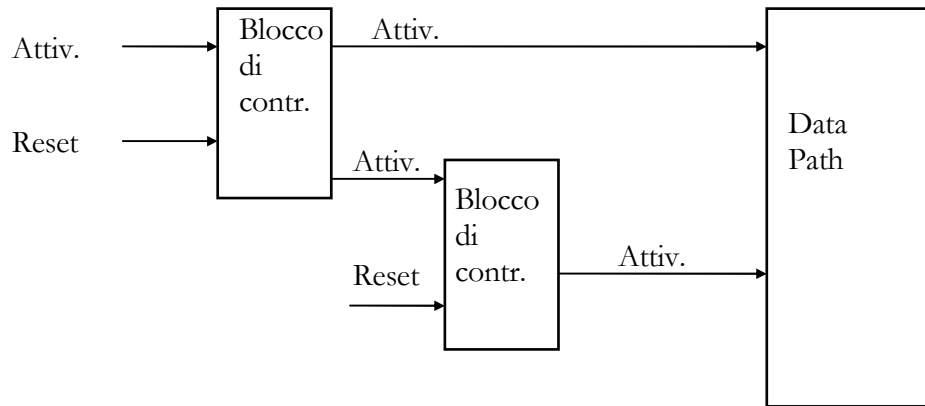 Attiv.
Reset
Blocco
di
contr.
Attiv.
Attiv.
Reset
Blocco
di
contr.
Attiv.
Data
Path